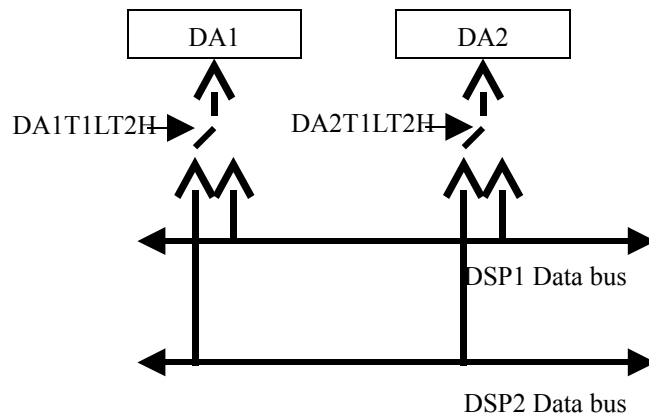 DA1
DA2
DA1T1LT2H
DA2T1LT2H
DSP1 Data bus
DSP2 Data bus